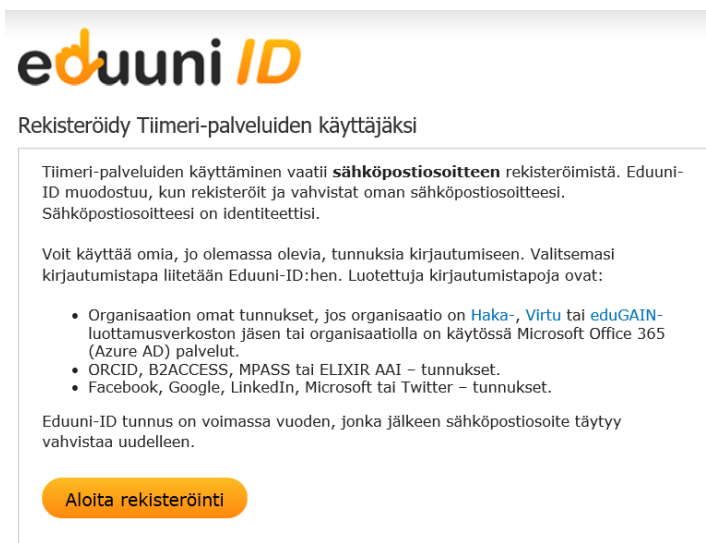 eduuni ID
Rekisteröidy Tiimeri-palveluiden käyttäjäksi
Tiimeri-palveluiden käyttäminen vaatii sähköpostiosoitteen rekisteröimistä. Eduuni-
ID muodostuu, kun rekisteröit ja vahvistat oman sähköpostiosoitteesi.
Sähköpostiosoitteesi on identiteettisi.
Voit käyttää omia, jo olemassa olevia, tunnuksia kirjautumiseen. Valitsemasi
kirjautumistapa liitetään Eduuni-ID:hen. Luotettuja kirjautumistapoja ovat:
• Organisaation omat tunnukset, jos organisaatio on Haka-, Virtu tai eduGAIN-
luottamusverkoston jäsen tai organisaatiolla on käytössä Microsoft Office 365
(Azure AD) palvelut.
• ORCID, B2ACCESS, MPASS tai ELIXIR AAI – tunnukset.
• Facebook, Google, LinkedIn, Microsoft tai Twitter – tunnukset.
Eduuni-ID tunnus on voimassa vuoden, jonka jälkeen sähköpostiosoite täytyy
vahvistaa uudelleen.
Aloita rekisteröinti